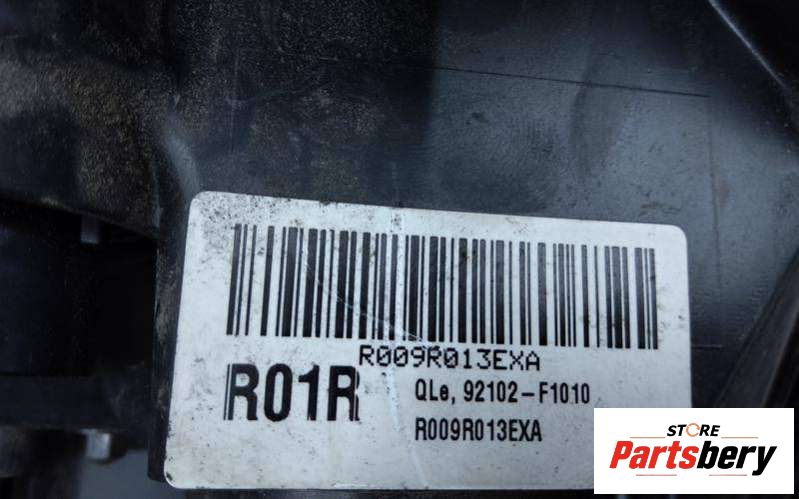 R009R013EXA
R01R
QLe, 92102-F1010
R009R013EXA
STORE
Partsbery